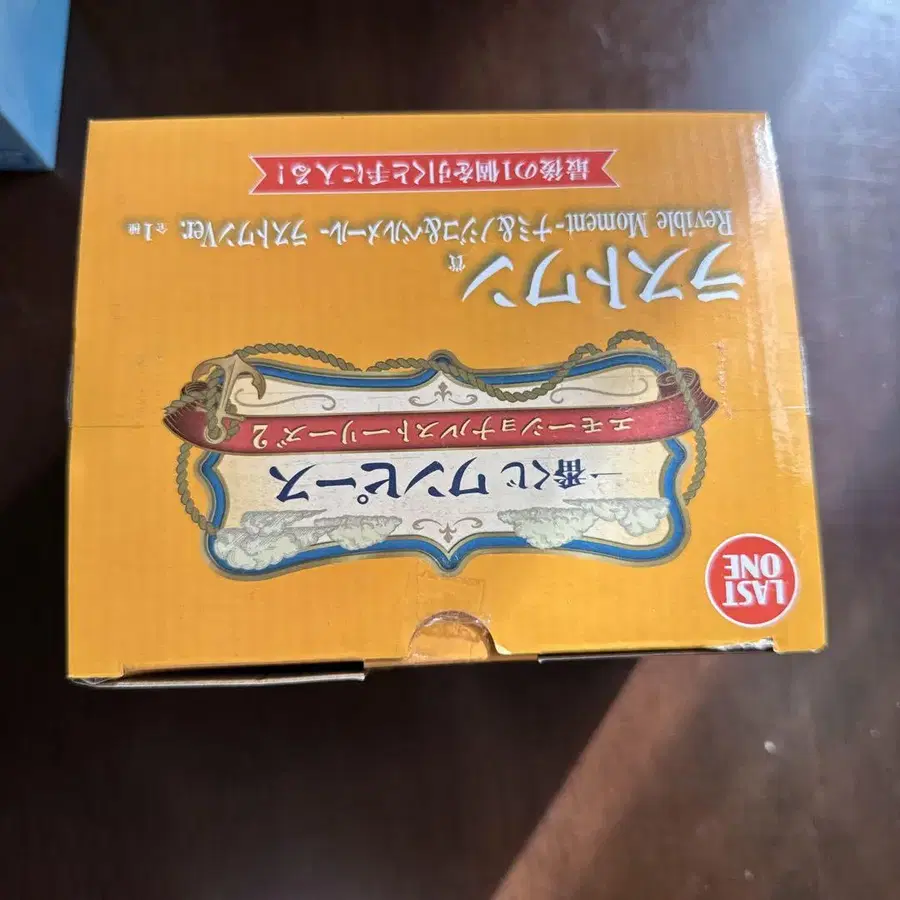 LAST
ONE
一番くじ ワンピース
エモーショナルストーリーズ2
ラストワン賞
Revible Moment-ナミ&ノジコ&ベルメール- ラストワンVer. 全1種
最後の1個を引くと手に入る!